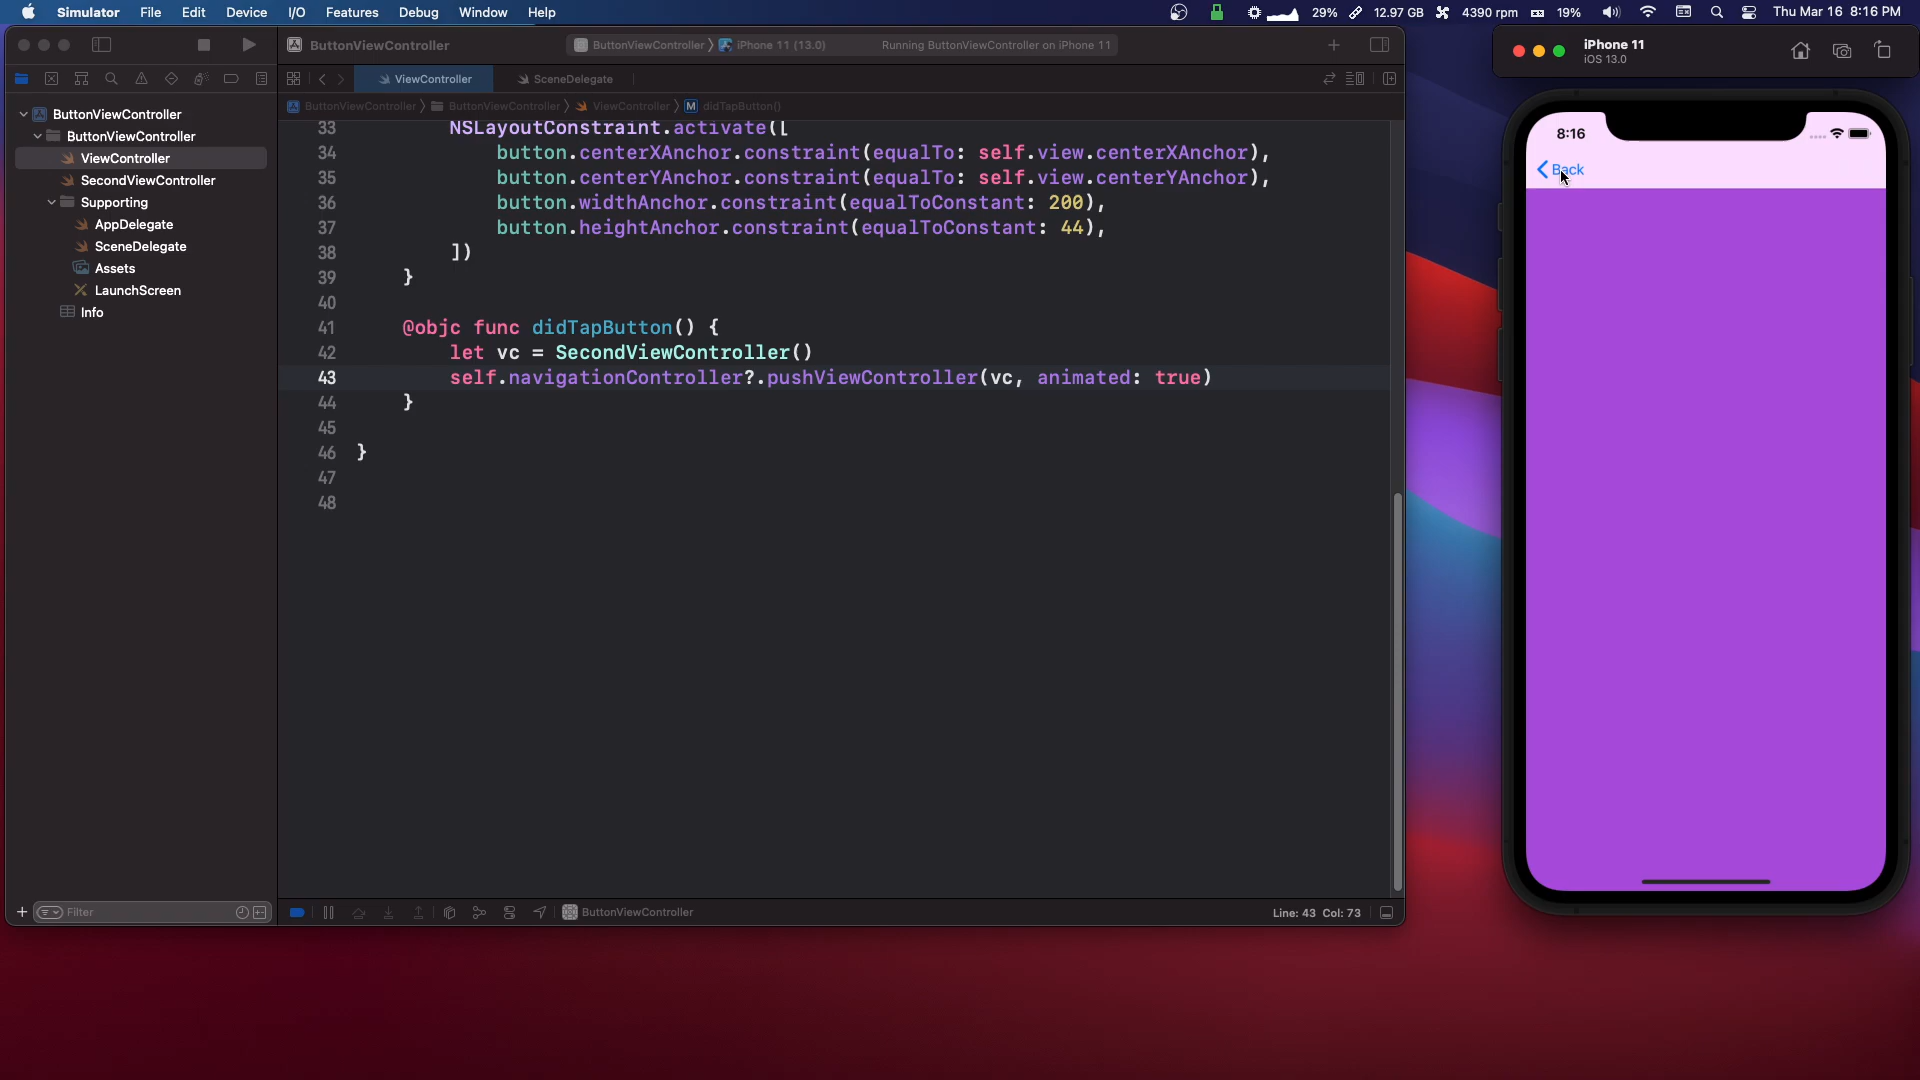 Simulator File Edit Device I/O Features Debug Window Help 29% 12.97 GB 4390 rpm 19% Thu Mar 16 8:16 PM
ButtonViewController ButtonViewController iPhone 11 (13.0) Running ButtonViewController on iPhone 11
iPhone 11
iOS 13.0
ViewController SceneDelegate
ButtonViewController ButtonViewController ViewController M didTapButton()
ButtonViewController
ButtonViewController
ViewController
SecondViewController
Supporting
AppDelegate
SceneDelegate
Assets
LaunchScreen
Info
33 NSLayoutConstraint.activate([
34 button.centerXAnchor.constraint(equalTo: self.view.centerXAnchor),
35 button.centerYAnchor.constraint(equalTo: self.view.centerYAnchor),
36 button.widthAnchor.constraint(equalToConstant: 200),
37 button.heightAnchor.constraint(equalToConstant: 44),
38 ])
39 }
40
41 @objc func didTapButton() {
42 let vc = SecondViewController()
43 self.navigationController?.pushViewController(vc, animated: true)
44 }
45
46 }
47
48
Filter
ButtonViewController
Line: 43 Col: 73
8:16
Back